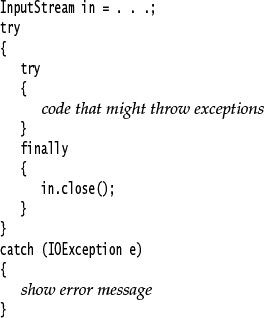 InputStream in = . . .;
try
{
try
{
code that might throw exceptions
}
finally
{
in.close();
}
}
catch (IOException e)
{
show error message
}